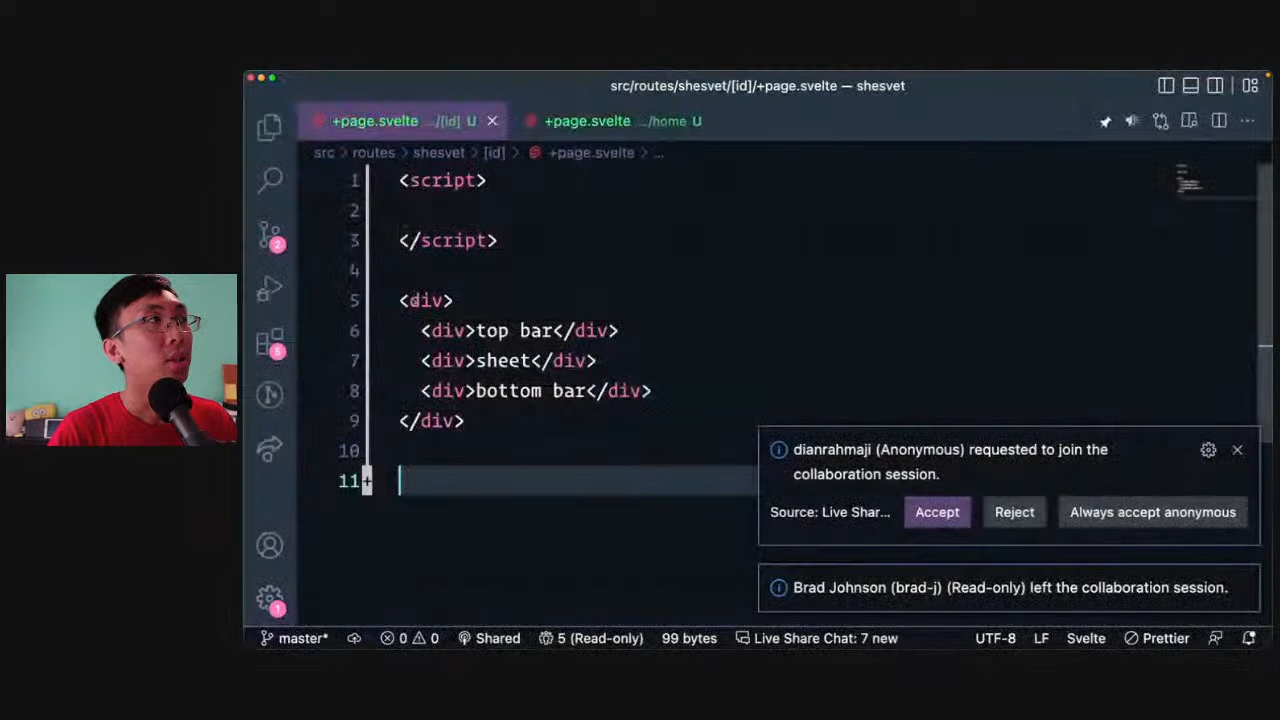 src/routes/shesvet/[id]/+page.svelte — shesvet
+page.svelte .../[id] U
+page.svelte .../home U
src > routes > shesvet > [id] > +page.svelte > ...
1 <script>
2
3 </script>
4
5 <div>
6 <div>top bar</div>
7 <div>sheet</div>
8 <div>bottom bar</div>
9 </div>
10
11 +
2
5
1
dianrahmaji (Anonymous) requested to join the
collaboration session.
Source: Live Shar... Accept Reject Always accept anonymous
Brad Johnson (brad-j) (Read-only) left the collaboration session.
master* 0 0 Shared 5 (Read-only) 99 bytes Live Share Chat: 7 new UTF-8 LF Svelte Prettier